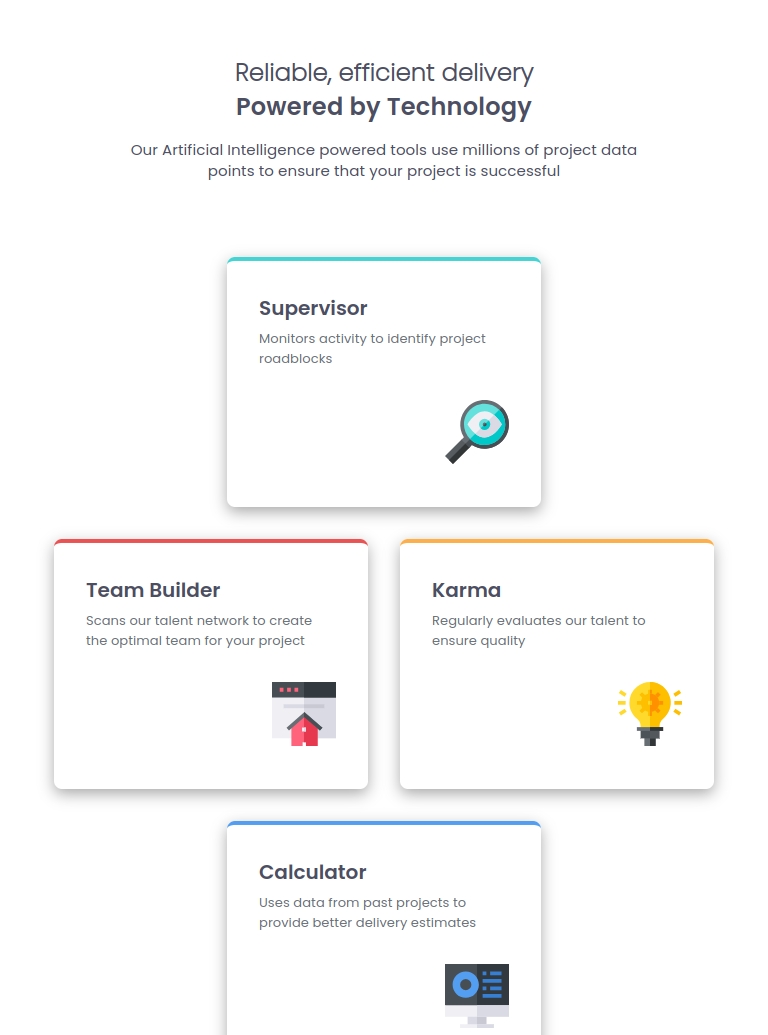 Reliable, efficient delivery
Powered by Technology
Our Artificial Intelligence powered tools use millions of project data
points to ensure that your project is successful
Supervisor
Monitors activity to identify project
roadblocks
Team Builder
Scans our talent network to create
the optimal team for your project
Karma
Regularly evaluates our talent to
ensure quality
Calculator
Uses data from past projects to
provide better delivery estimates